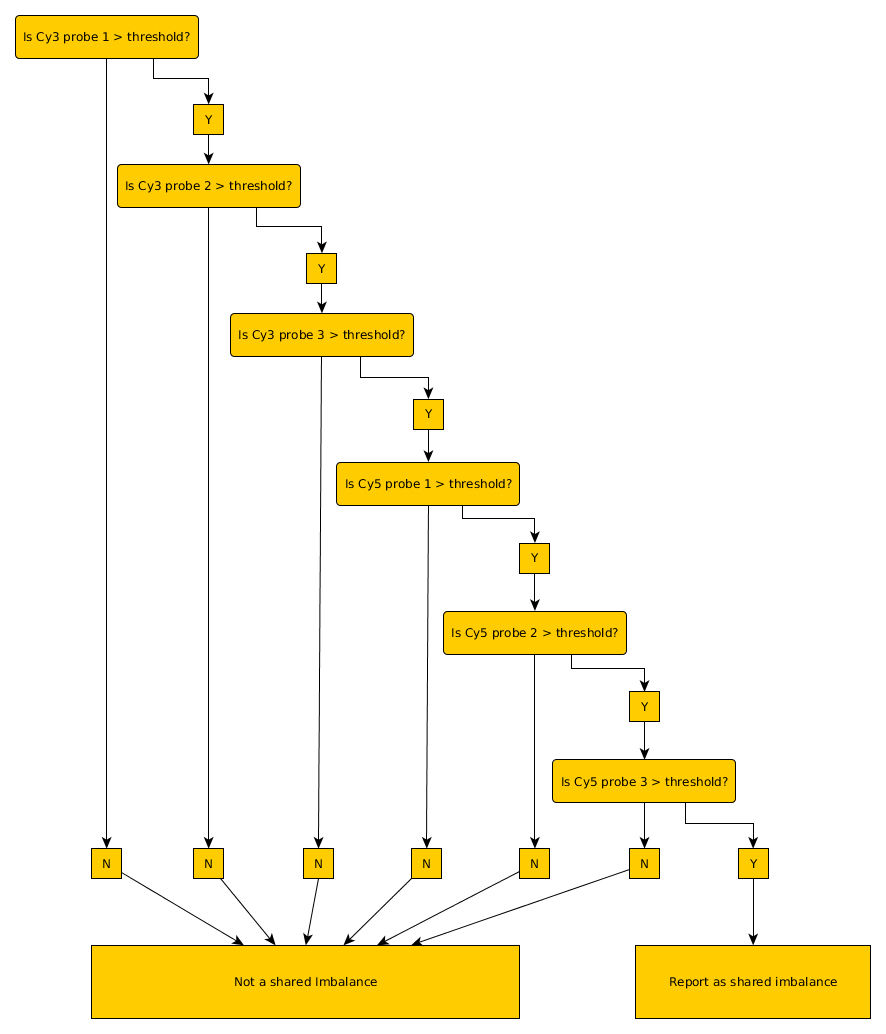 Is Cy3 probe 1 > threshold?
Y
Is Cy3 probe 2 > threshold?
Y
Is Cy3 probe 3 > threshold?
Y
Is Cy5 probe 1 > threshold?
Y
Is Cy5 probe 2 > threshold?
Y
Is Cy5 probe 3 > threshold?
N
N
N
N
N
N
Y
Not a shared Imbalance
Report as shared imbalance